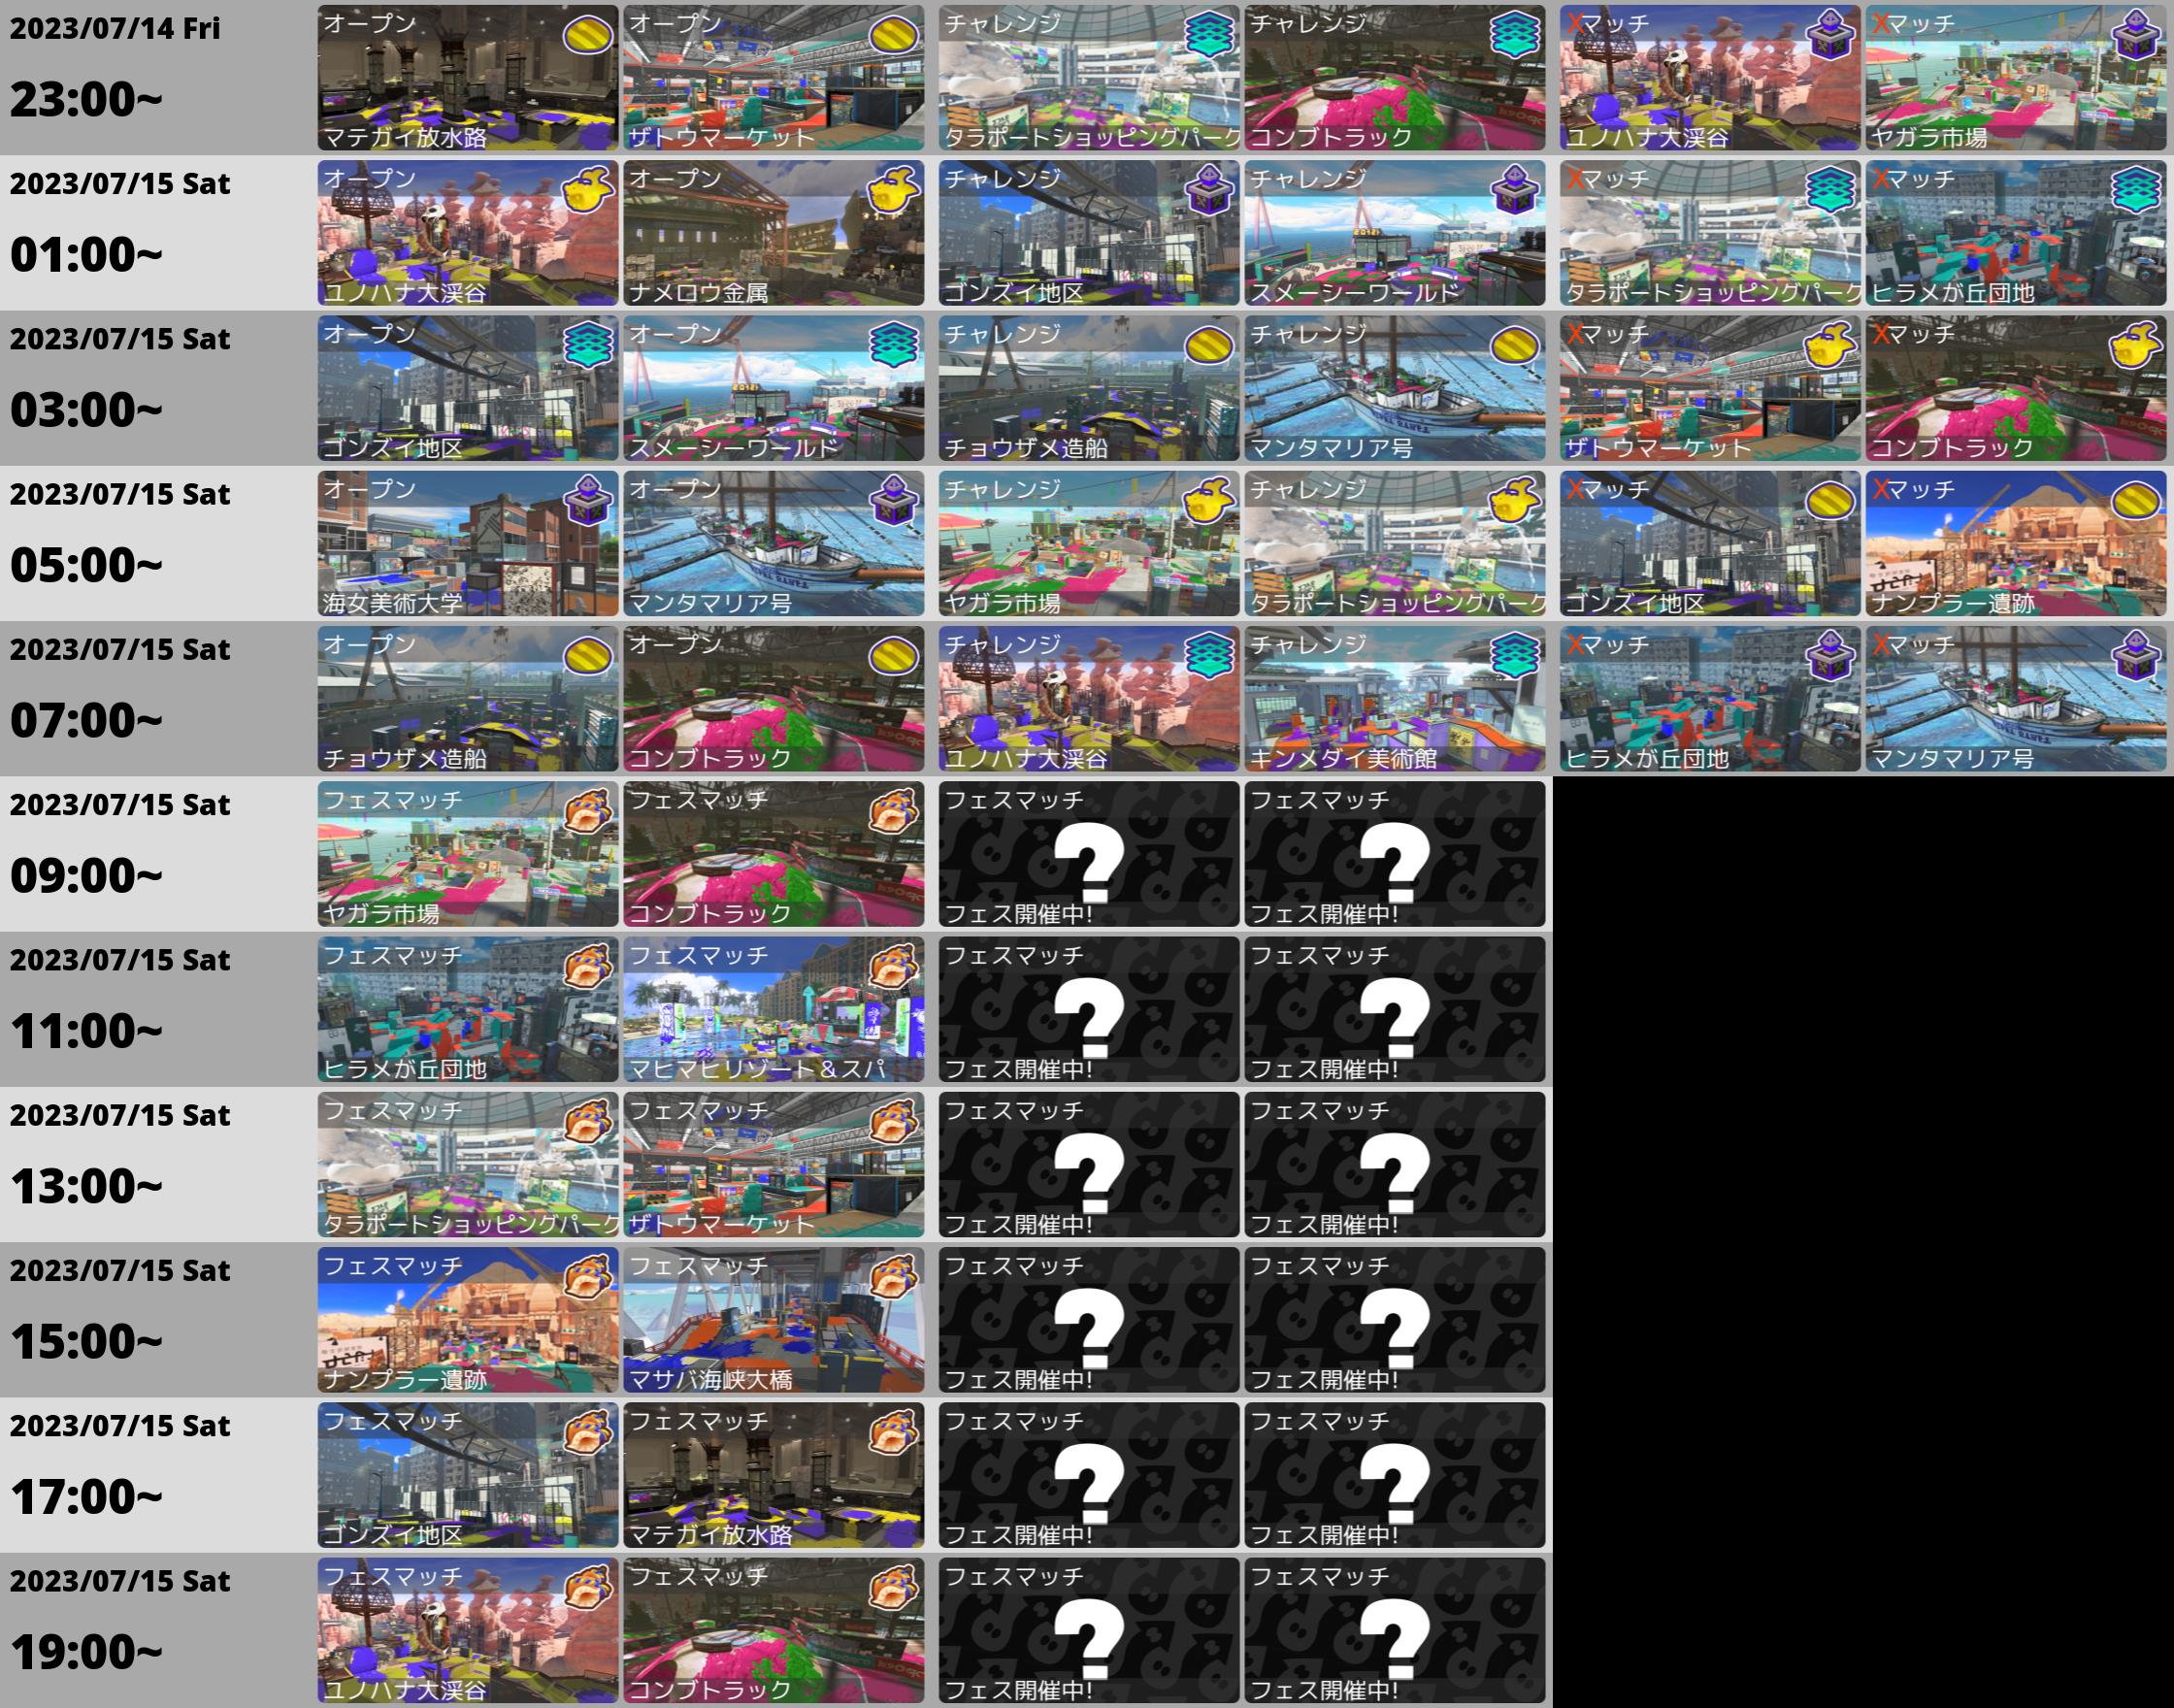 2023/07/14 Fri
23:00~
オープン オープン チャレンジ チャレンジ Xマッチ Xマッチ
マテガイ放水路 ザトウマーケット タラポートショッピングパーク コンブトラック ユノハナ大渓谷 ヤガラ市場
2023/07/15 Sat
01:00~
オープン オープン チャレンジ チャレンジ Xマッチ Xマッチ
ユノハナ大渓谷 ナメロウ金属 ゴンズイ地区 スメーシーワールド タラポートショッピングパーク ヒラメが丘団地
2023/07/15 Sat
03:00~
オープン オープン チャレンジ チャレンジ Xマッチ Xマッチ
ゴンズイ地区 スメーシーワールド チョウザメ造船 マンタマリア号 ザトウマーケット コンブトラック
2023/07/15 Sat
05:00~
オープン オープン チャレンジ チャレンジ Xマッチ Xマッチ
海女美術大学 マンタマリア号 ヤガラ市場 タラポートショッピングパーク ゴンズイ地区 ナンプラー遺跡
2023/07/15 Sat
07:00~
オープン オープン チャレンジ チャレンジ Xマッチ Xマッチ
チョウザメ造船 コンブトラック ユノハナ大渓谷 キンメダイ美術館 ヒラメが丘団地 マンタマリア号
2023/07/15 Sat
09:00~
フェスマッチ フェスマッチ フェスマッチ フェスマッチ
? ?
ヤガラ市場 コンブトラック フェス開催中! フェス開催中!
2023/07/15 Sat
11:00~
フェスマッチ フェスマッチ フェスマッチ フェスマッチ
? ?
ヒラメが丘団地 マヒマヒリゾート&スパ フェス開催中! フェス開催中!
2023/07/15 Sat
13:00~
フェスマッチ フェスマッチ フェスマッチ フェスマッチ
? ?
タラポートショッピングパーク ザトウマーケット フェス開催中! フェス開催中!
2023/07/15 Sat
15:00~
フェスマッチ フェスマッチ フェスマッチ フェスマッチ
? ?
ナンプラー遺跡 マサバ海峡大橋 フェス開催中! フェス開催中!
2023/07/15 Sat
17:00~
フェスマッチ フェスマッチ フェスマッチ フェスマッチ
? ?
ゴンズイ地区 マテガイ放水路 フェス開催中! フェス開催中!
2023/07/15 Sat
19:00~
フェスマッチ フェスマッチ フェスマッチ フェスマッチ
? ?
ユノハナ大渓谷 コンブトラック フェス開催中! フェス開催中!